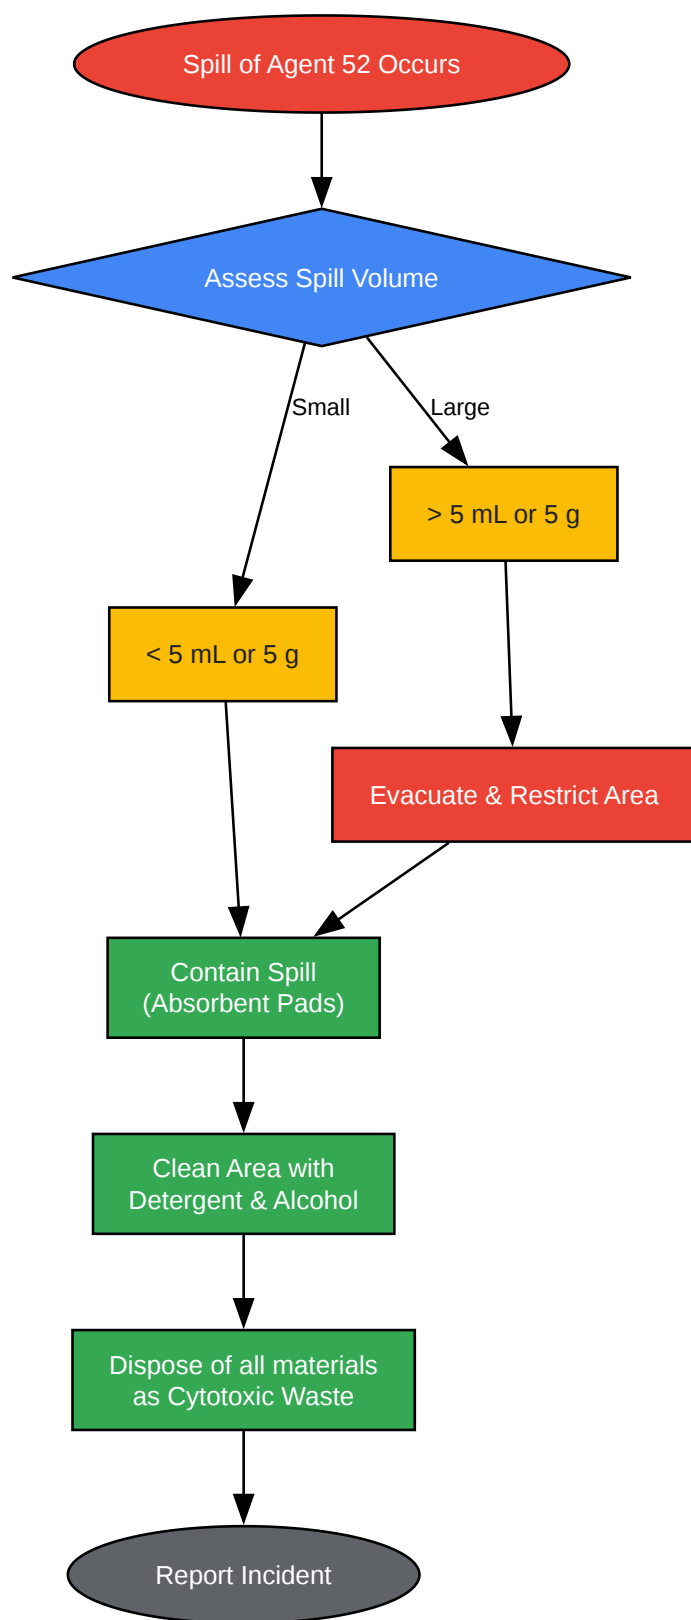 Spill of Agent 52 Occurs
Assess Spill Volume
Small
Large
> 5 mL or 5 g
< 5 mL or 5 g
Evacuate & Restrict Area
Contain Spill
(Absorbent Pads)
Clean Area with
Detergent & Alcohol
Dispose of all materials
as Cytotoxic Waste
Report Incident